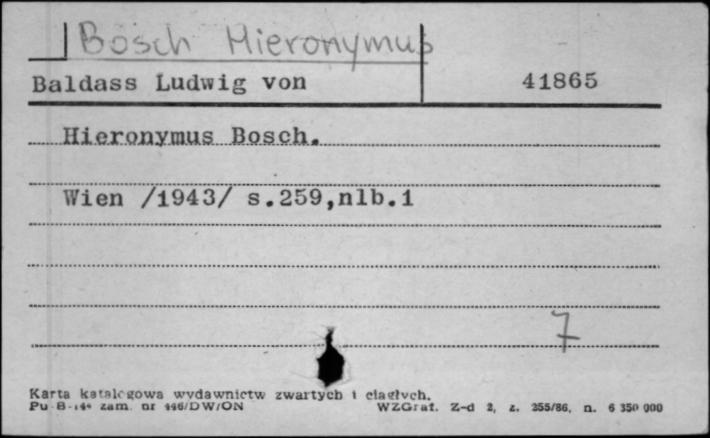 Bosch Hieronymus
Baldass Ludwig von 41865
Hieronymus Bosch.
Wien /1943/ s.259,nlb.1
7
Karta katalogowa wydawnictw zwartych i ciągłych.
Pu-B-144 zam. nr 446/DW/ON WZGraf. Z-d 2, z. 355/86, n. 6 350 000